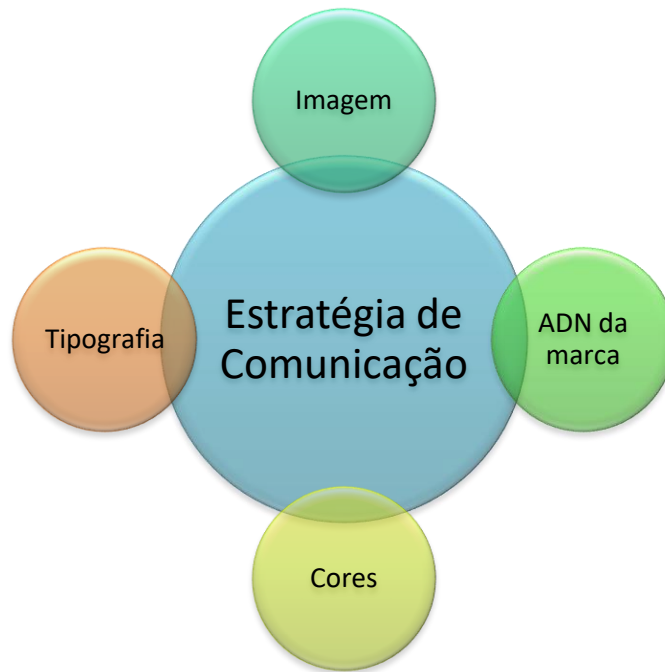 Imagem
Tipografia
Estratégia de
Comunicação
ADN da
marca
Cores